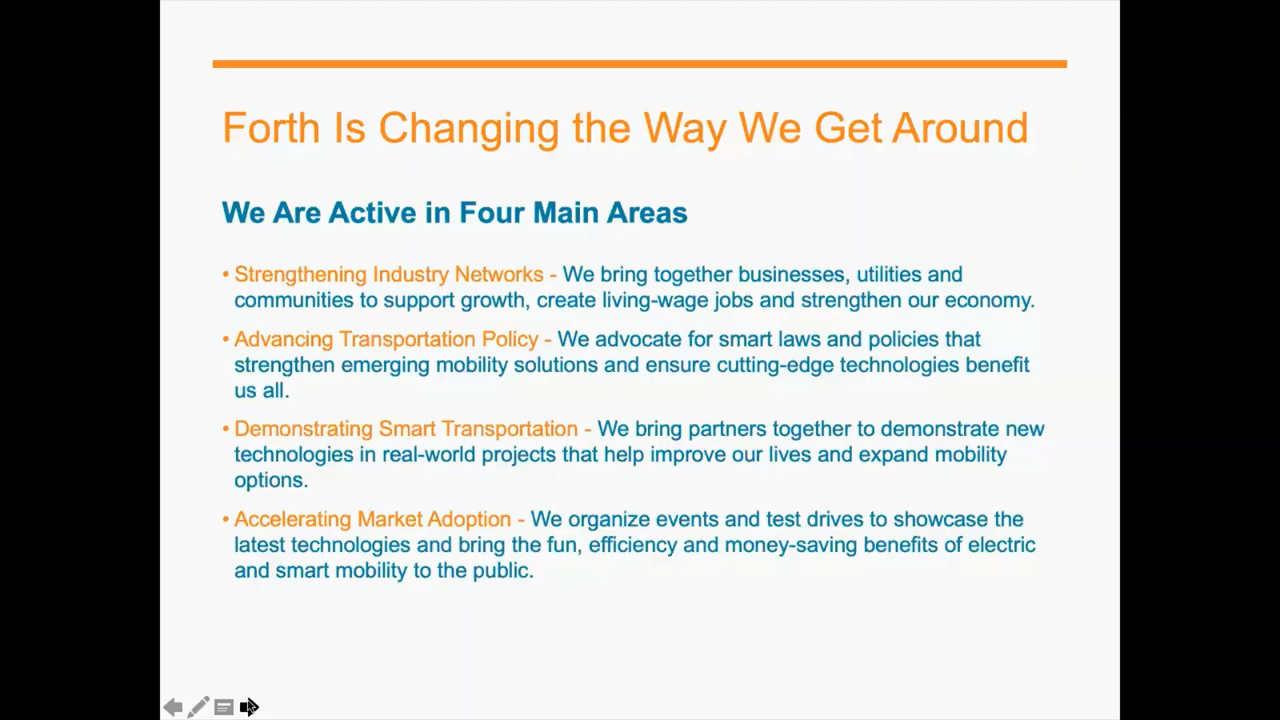 Forth Is Changing the Way We Get Around
We Are Active in Four Main Areas
• Strengthening Industry Networks - We bring together businesses, utilities and
communities to support growth, create living-wage jobs and strengthen our economy.
• Advancing Transportation Policy - We advocate for smart laws and policies that
strengthen emerging mobility solutions and ensure cutting-edge technologies benefit
us all.
• Demonstrating Smart Transportation - We bring partners together to demonstrate new
technologies in real-world projects that help improve our lives and expand mobility
options.
• Accelerating Market Adoption - We organize events and test drives to showcase the
latest technologies and bring the fun, efficiency and money-saving benefits of electric
and smart mobility to the public.